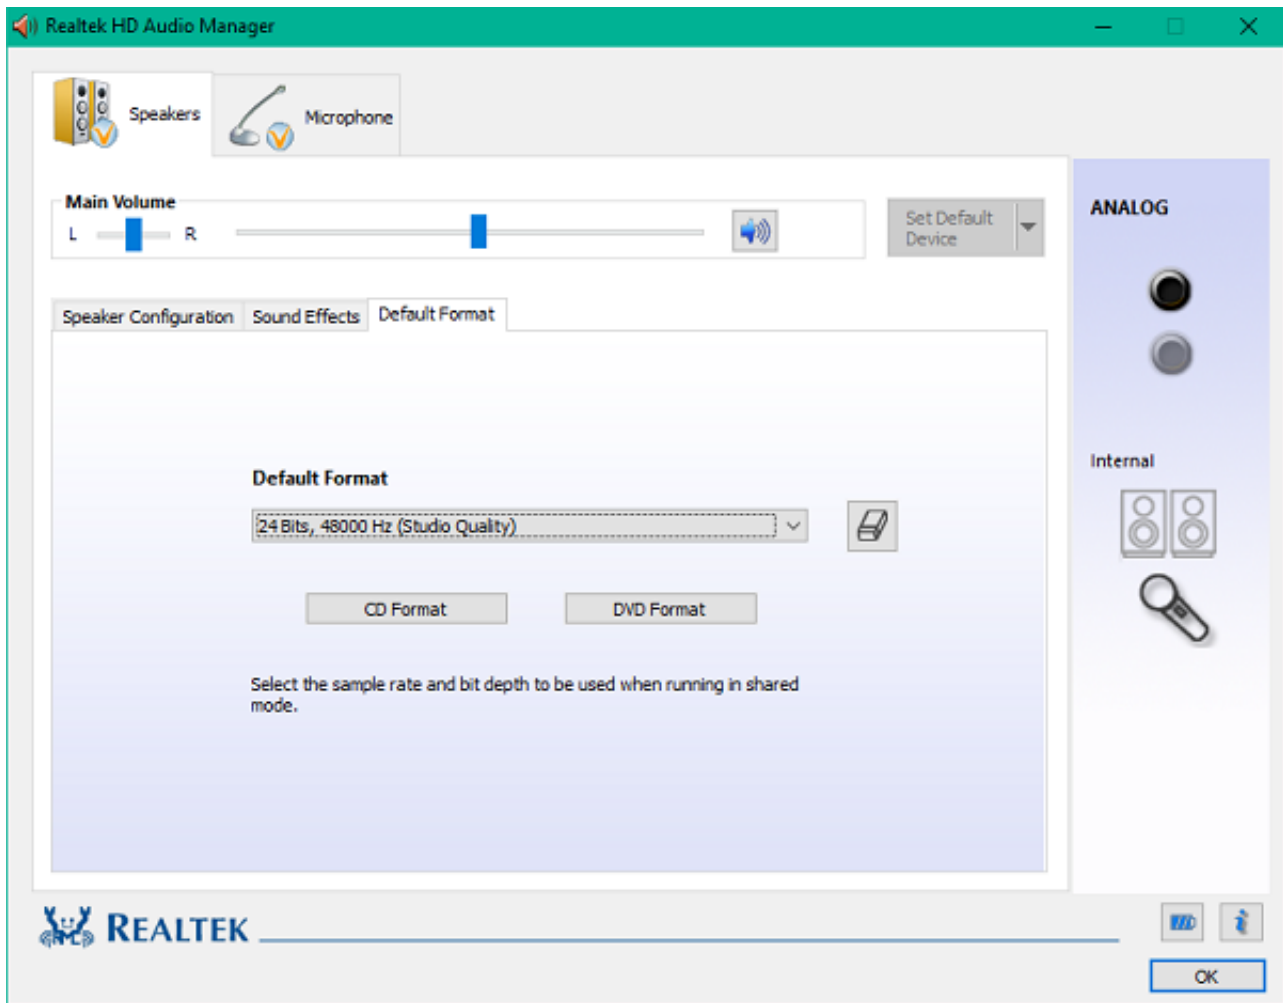 Realtek HD Audio Manager
Speakers
Microphone
Main Volume
L
R
Set Default
Device
ANALOG
Speaker Configuration
Sound Effects
Default Format
Default Format
24 Bits, 48000 Hz (Studio Quality)
CD Format
DVD Format
Select the sample rate and bit depth to be used when running in shared
mode.
Internal
REALTEK
OK